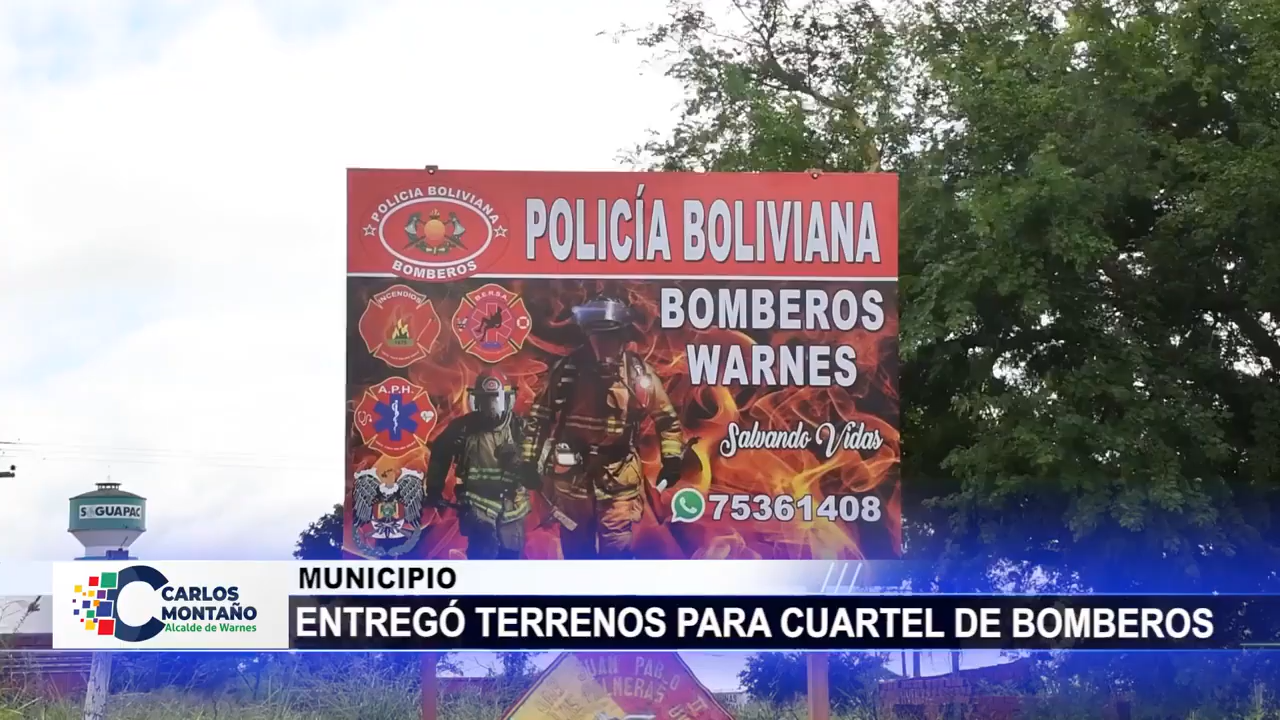 POLICIA BOLIVIANA
BOMBEROS
POLICÍA BOLIVIANA
INCENDIOS
B.E.R.S.A.
BOMBEROS
WARNES
A.P.H.
Salvando Vidas
75361408
SAGUAPAC
CARLOS
MONTAÑO
Alcalde de Warnes
MUNICIPIO
ENTREGÓ TERRENOS PARA CUARTEL DE BOMBEROS